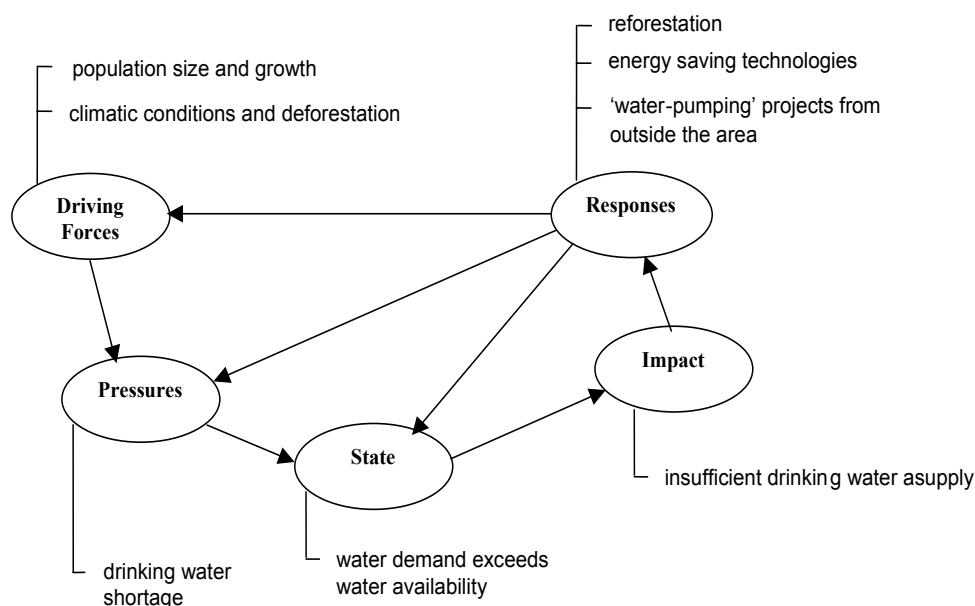 reforestation
population size and growth
energy saving technologies
climatic conditions and deforestation
‘water-pumping’ projects from
outside the area
Driving
Forces
Responses
Impact
Pressures
State
insufficient drinking water asupply
water demand exceeds
water availability
drinking water
shortage